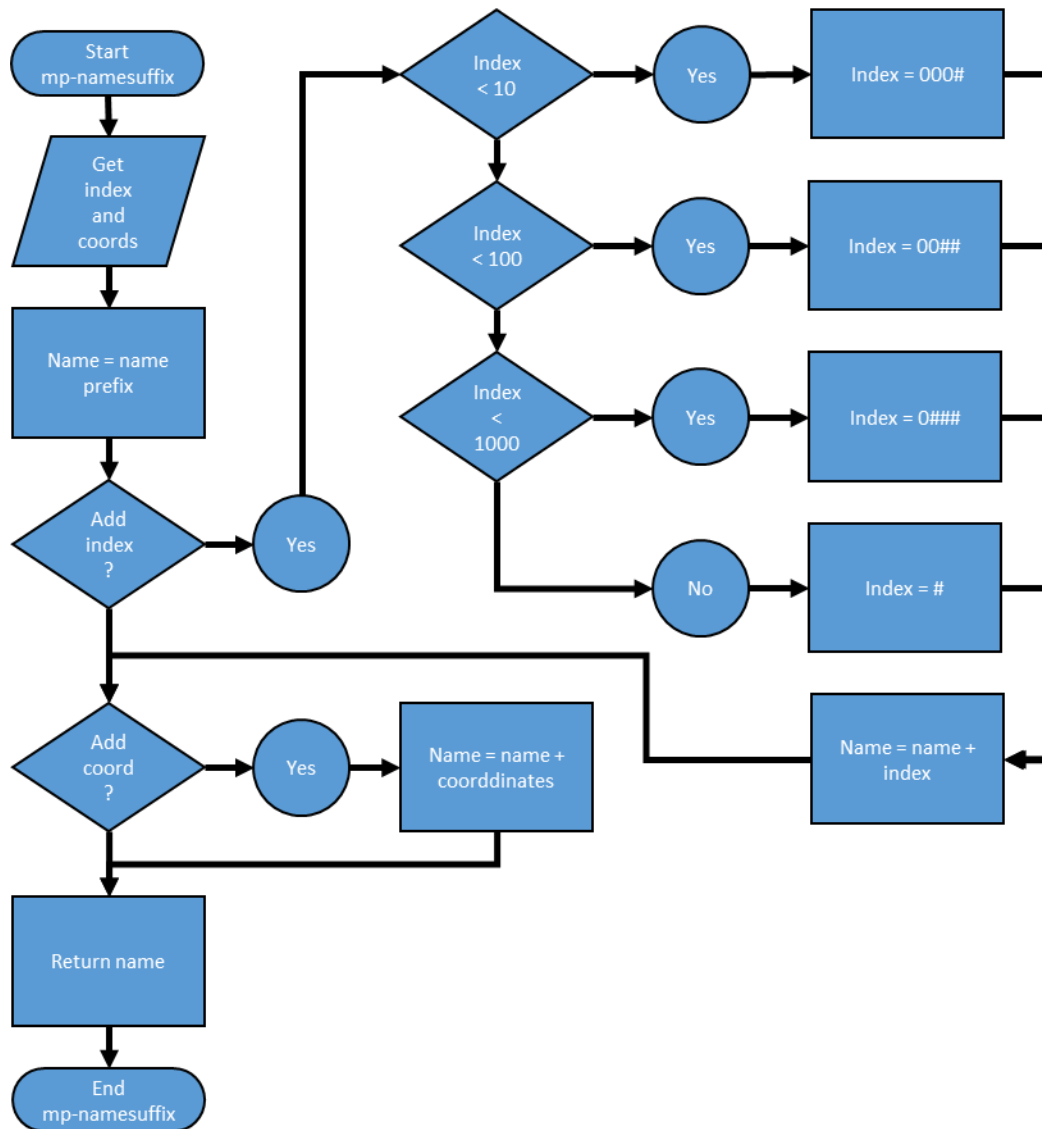 Start
mp-namesuffix
Get
index
and
coords
Name = name
prefix
Add
index
?
Yes
Index
< 10
Yes
Index = 000#
Index
< 100
Yes
Index = 00##
Index
<
1000
Yes
Index = 0###
No
Index = #
Name = name +
index
Add
coord
?
Yes
Name = name +
coorddinates
Return name
End
mp-namesuffix